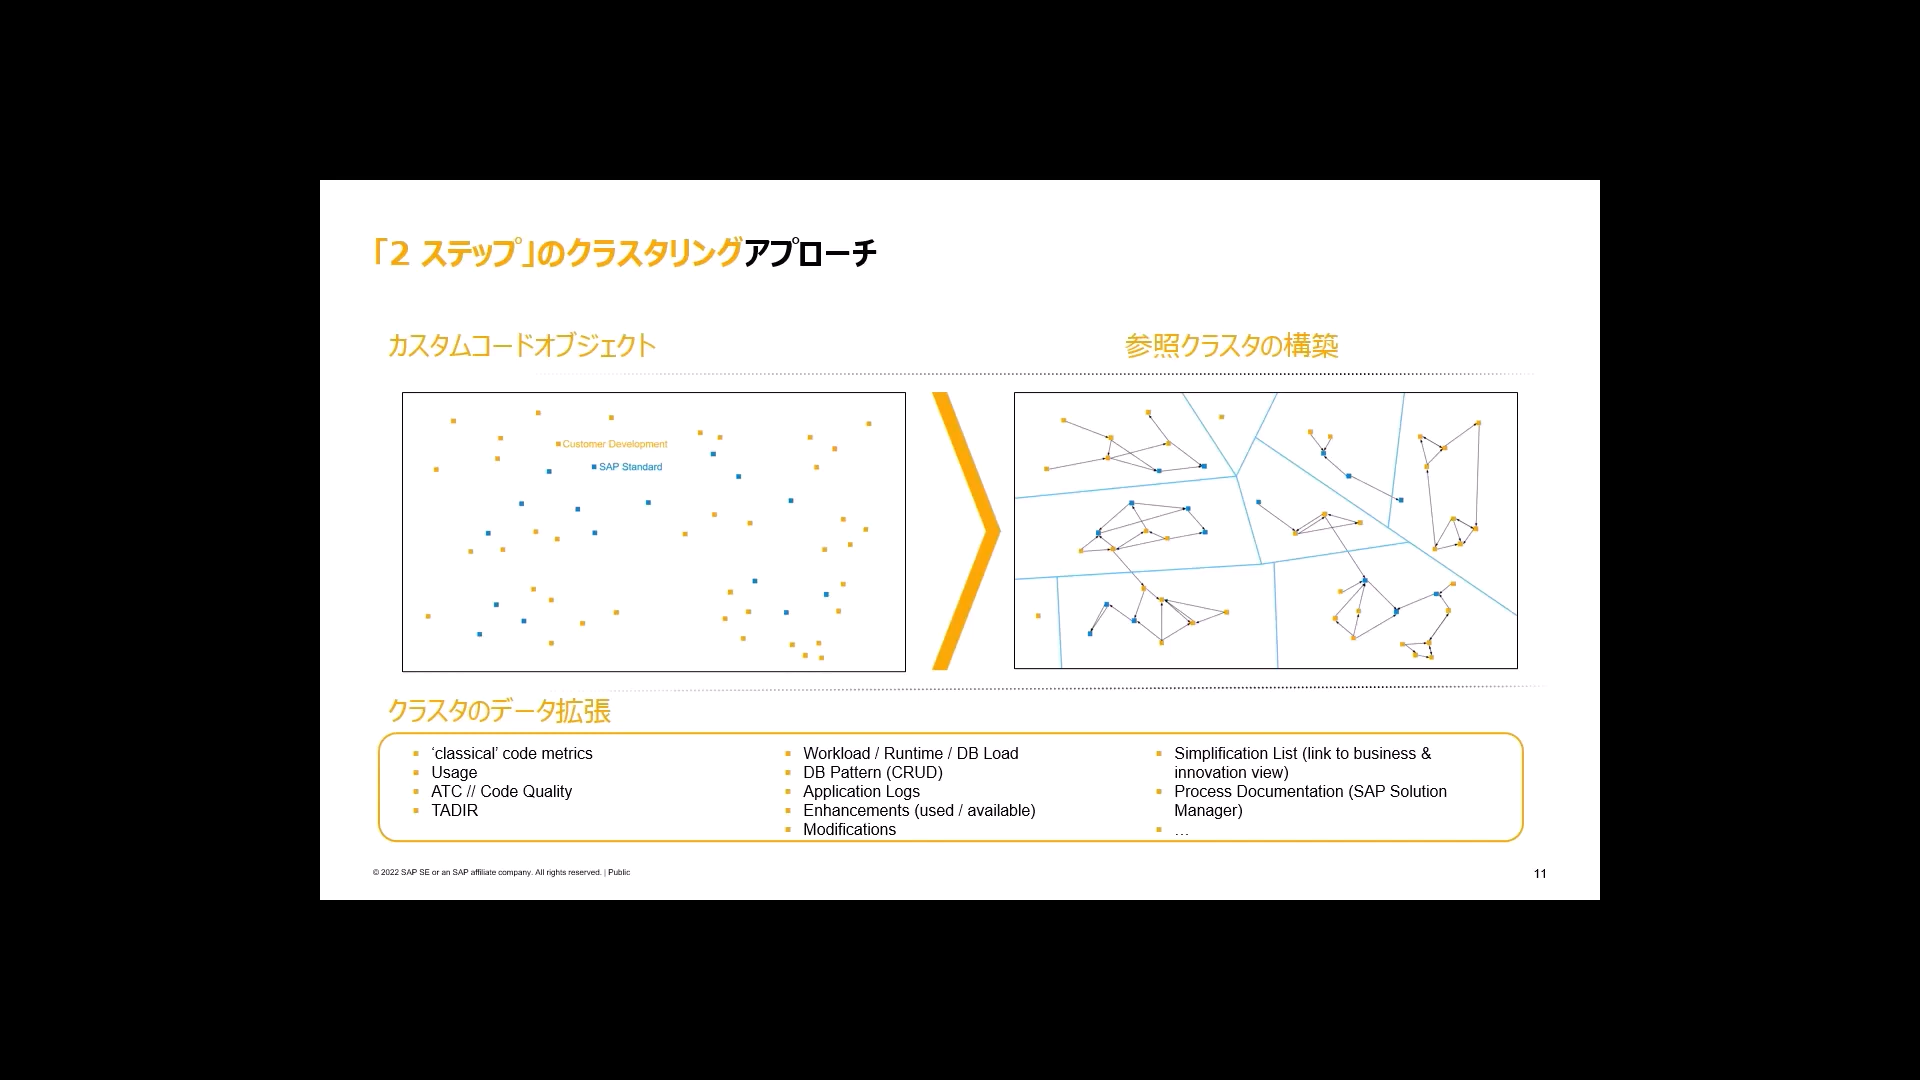 「2 ステップ」のクラスタリングアプローチ
カスタムコードオブジェクト
参照クラスタの構築
Customer Development
SAP Standard
クラスタのデータ拡張
‘classical’ code metrics
Usage
ATC // Code Quality
TADIR
Workload / Runtime / DB Load
DB Pattern (CRUD)
Application Logs
Enhancements (used / available)
Modifications
Simplification List (link to business &
innovation view)
Process Documentation (SAP Solution
Manager)
…
© 2022 SAP SE or an SAP affiliate company. All rights reserved. | Public
11